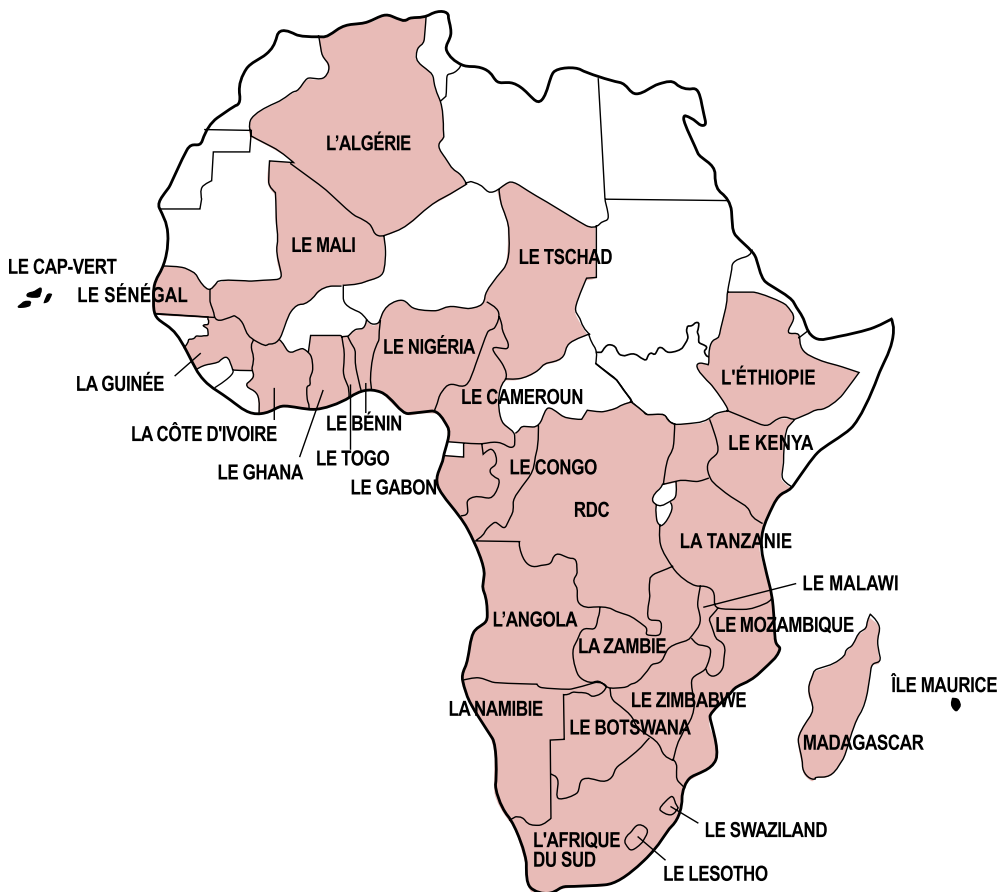 L'ALGÉRIE
LE MALI
LE TSCHAD
LE CAP-VERT
LE SÉNÉGAL
LE NIGÉRIA
LA GUINÉE
L'ÉTHIOPIE
LE CAMEROUN
LE BÉNIN
LA CÔTE D'IVOIRE
LE KENYA
LE TOGO
LE GHANA
LE CONGO
LE GABON
RDC
LA TANZANIE
LE MALAWI
L'ANGOLA
LE MOZAMBIQUE
LA ZAMBIE
ÎLE MAURICE
LE ZIMBABWE
LA NAMIBIE
LE BOTSWANA
MADAGASCAR
LE SWAZILAND
L'AFRIQUE
DU SUD
LE LESOTHO